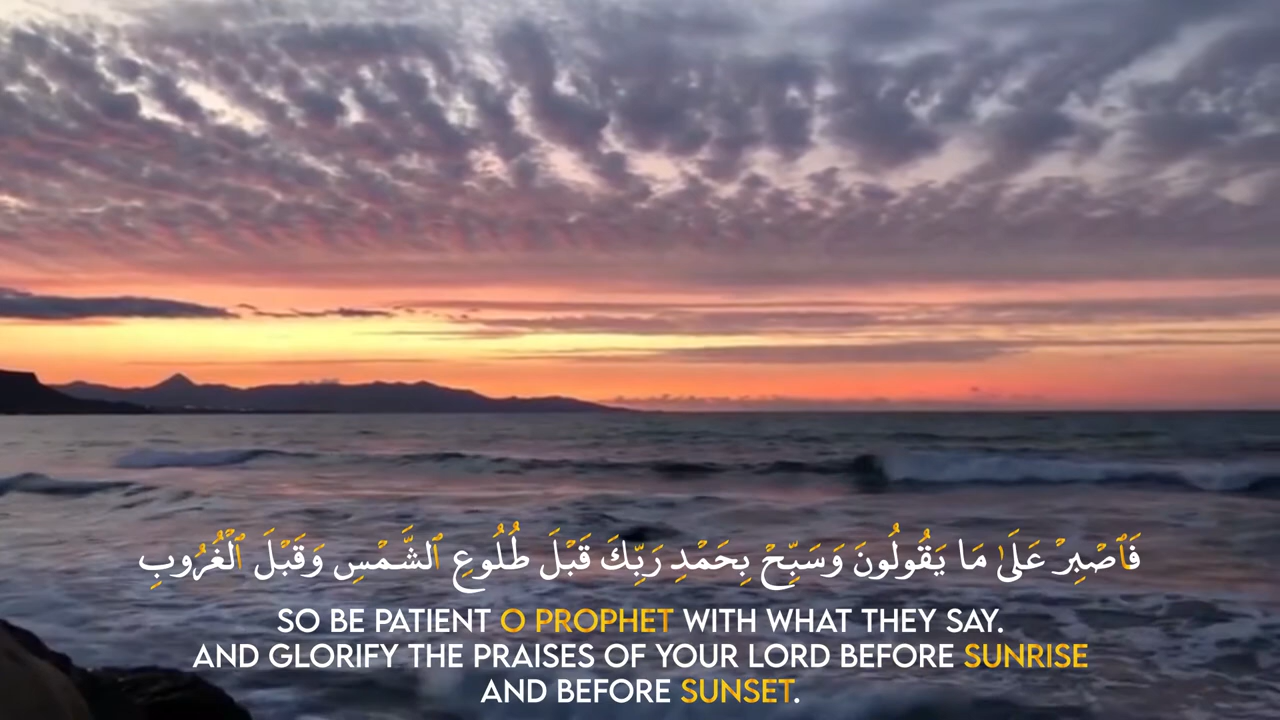 فَٱصْبِرْ عَلَىٰ مَا يَقُولُونَ وَسَبِّحْ بِحَمْدِ رَبِّكَ قَبْلَ طُلُوعِ ٱلشَّمْسِ وَقَبْلَ ٱلْغُرُوبِ
SO BE PATIENT O PROPHET WITH WHAT THEY SAY.
AND GLORIFY THE PRAISES OF YOUR LORD BEFORE SUNRISE
AND BEFORE SUNSET.